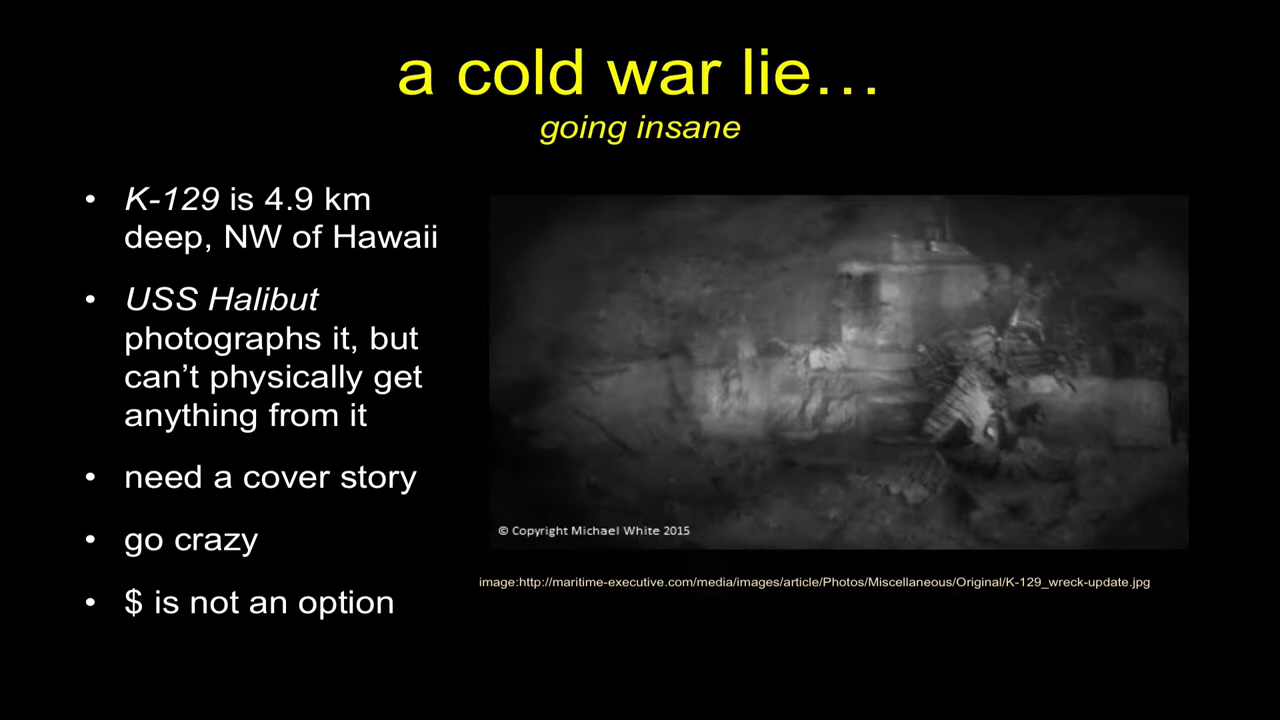 a cold war lie…
going insane
• K-129 is 4.9 km
deep, NW of Hawaii
• USS Halibut
photographs it, but
can’t physically get
anything from it
• need a cover story
• go crazy
• $ is not an option
© Copyright Michael White 2015
image:http://maritime-executive.com/media/images/article/Photos/Miscellaneous/Original/K-129_wreck-update.jpg